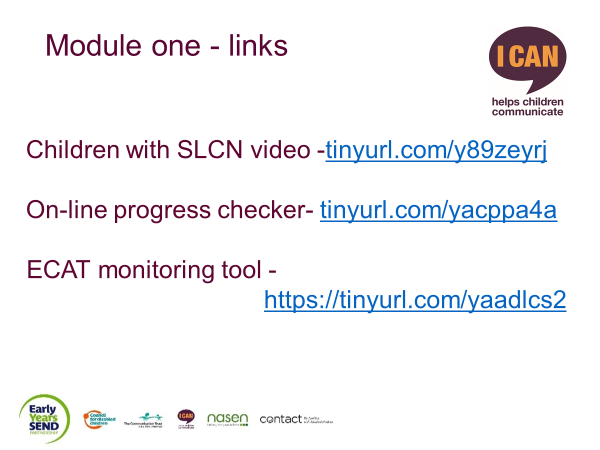 Module one - links
I CAN
helps children
communicate
Children with SLCN video -tinyurl.com/y89zeyrj
On-line progress checker- tinyurl.com/yacppa4a
ECAT monitoring tool -
https://tinyurl.com/yaadlcs2
Early
Years
SEND
PARTNERSHIP
Council
for disabled
children
The Communication Trust
I CAN
nasen
contact